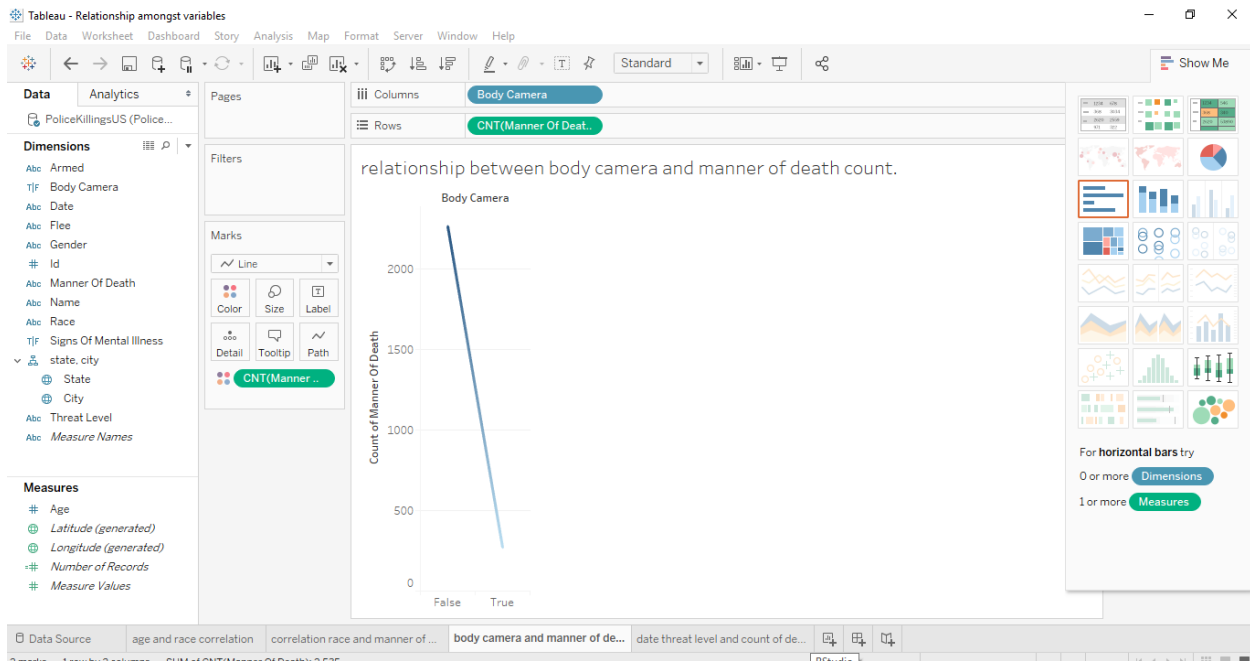 Tableau - Relationship amongst variables
File Data Worksheet Dashboard Story Analysis Map Format Server Window Help
Standard
Show Me
Data Analytics
PoliceKillingsUS (Police...
Dimensions
Abc Armed
T|F Body Camera
Abc Date
Abc Flee
Abc Gender
# Id
Abc Manner Of Death
Abc Name
Abc Race
T|F Signs Of Mental Illness
state, city
State
City
Abc Threat Level
Abc Measure Names
Measures
# Age
Latitude (generated)
Longitude (generated)
=# Number of Records
# Measure Values
Pages
Filters
Marks
Line
Color Size Label
Detail Tooltip Path
CNT(Manner ..
Columns Body Camera
Rows CNT(Manner Of Deat..
relationship between body camera and manner of death count.
Body Camera
Count of Manner Of Death
2000
1500
1000
500
0
False True
For horizontal bars try
0 or more Dimensions
1 or more Measures
Data Source age and race correlation correlation race and manner of ... body camera and manner of de... date threat level and count of de...